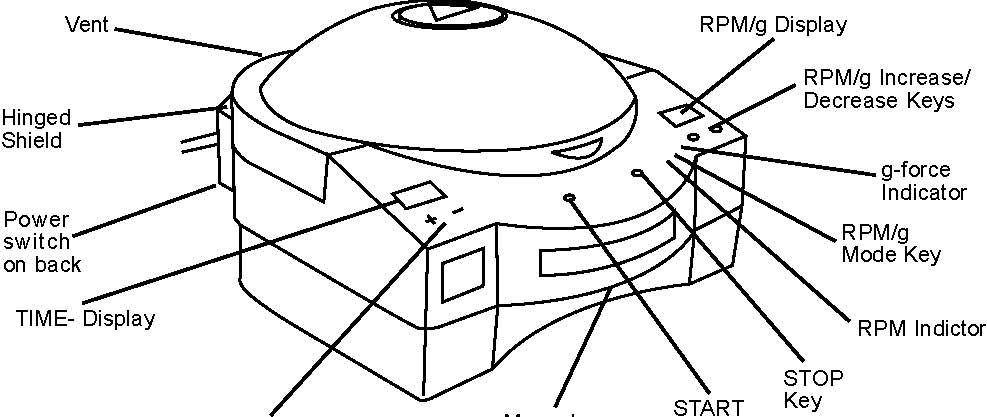 Vent
RPM/g Display
RPM/g Increase/
Decrease Keys
Hinged
Shield
g-force
Indicator
Power
switch
on back
RPM/g
Mode Key
TIME- Display
RPM Indictor
STOP
Key
START
+ -